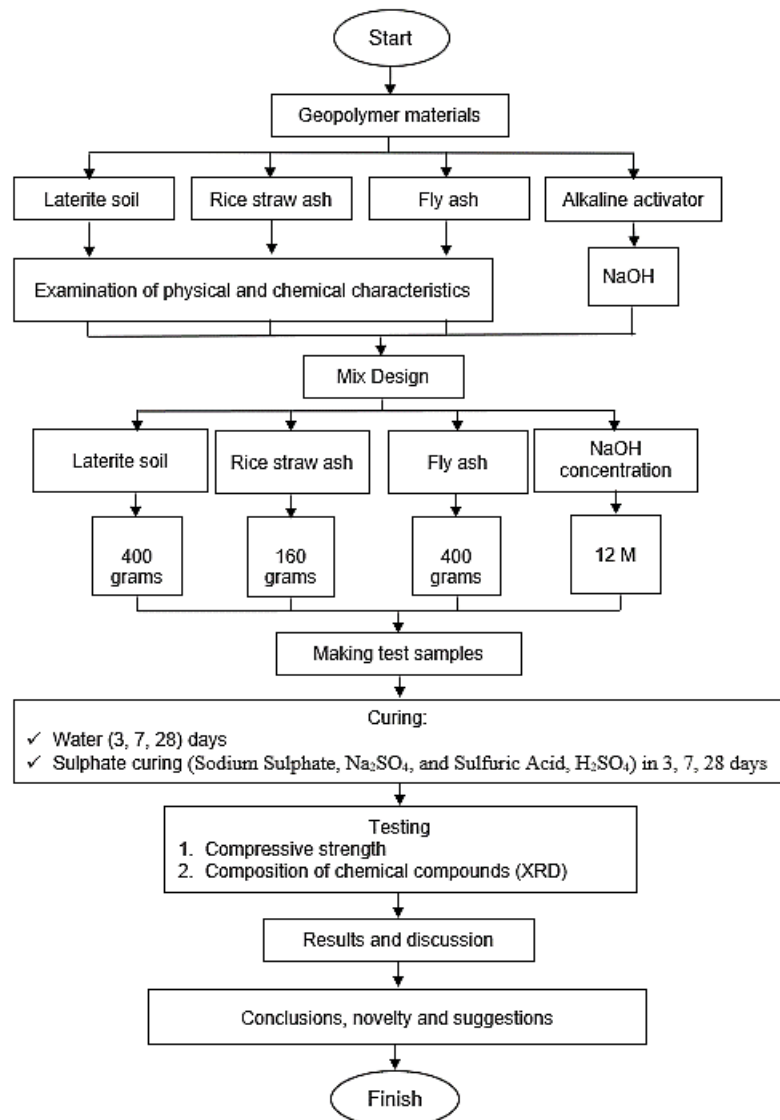 Start
Geopolymer materials
Laterite soil
Rice straw ash
Fly ash
Alkaline activator
Examination of physical and chemical characteristics
NaOH
Mix Design
Laterite soil
Rice straw ash
Fly ash
NaOH
concentration
400
grams
160
grams
400
grams
12 M
Making test samples
Curing:
✓ Water (3, 7, 28) days
✓ Sulphate curing (Sodium Sulphate, Na₂SO₄, and Sulfuric Acid, H₂SO₄) in 3, 7, 28 days
Testing
1. Compressive strength
2. Composition of chemical compounds (XRD)
Results and discussion
Conclusions, novelty and suggestions
Finish